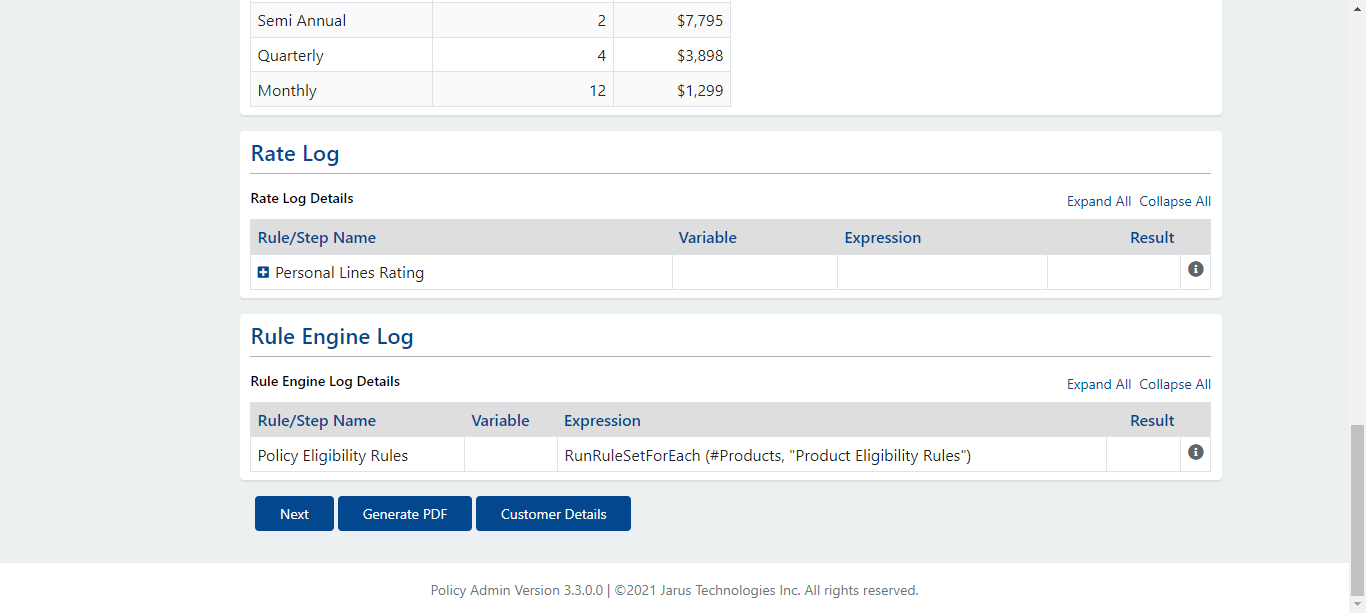 Semi Annual 2 $7,795
Quarterly 4 $3,898
Monthly 12 $1,299
Rate Log
Rate Log Details Expand All Collapse All
Rule/Step Name Variable Expression Result
Personal Lines Rating
Rule Engine Log
Rule Engine Log Details Expand All Collapse All
Rule/Step Name Variable Expression Result
Policy Eligibility Rules RunRuleSetForEach (#Products, "Product Eligibility Rules")
Next Generate PDF Customer Details
Policy Admin Version 3.3.0.0 | ©2021 Jarus Technologies Inc. All rights reserved.